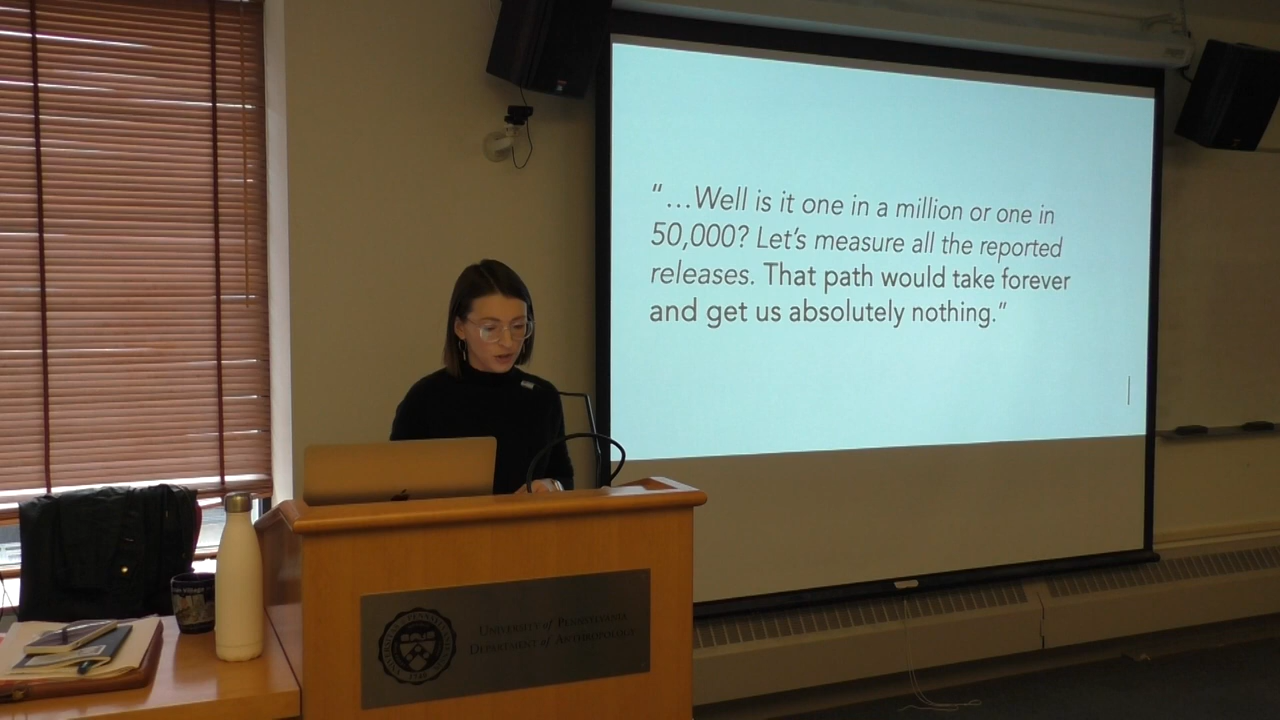 “…Well is it one in a million or one in
50,000? Let’s measure all the reported
releases. That path would take forever
and get us absolutely nothing.”
University of Pennsylvania
Department of Anthropology